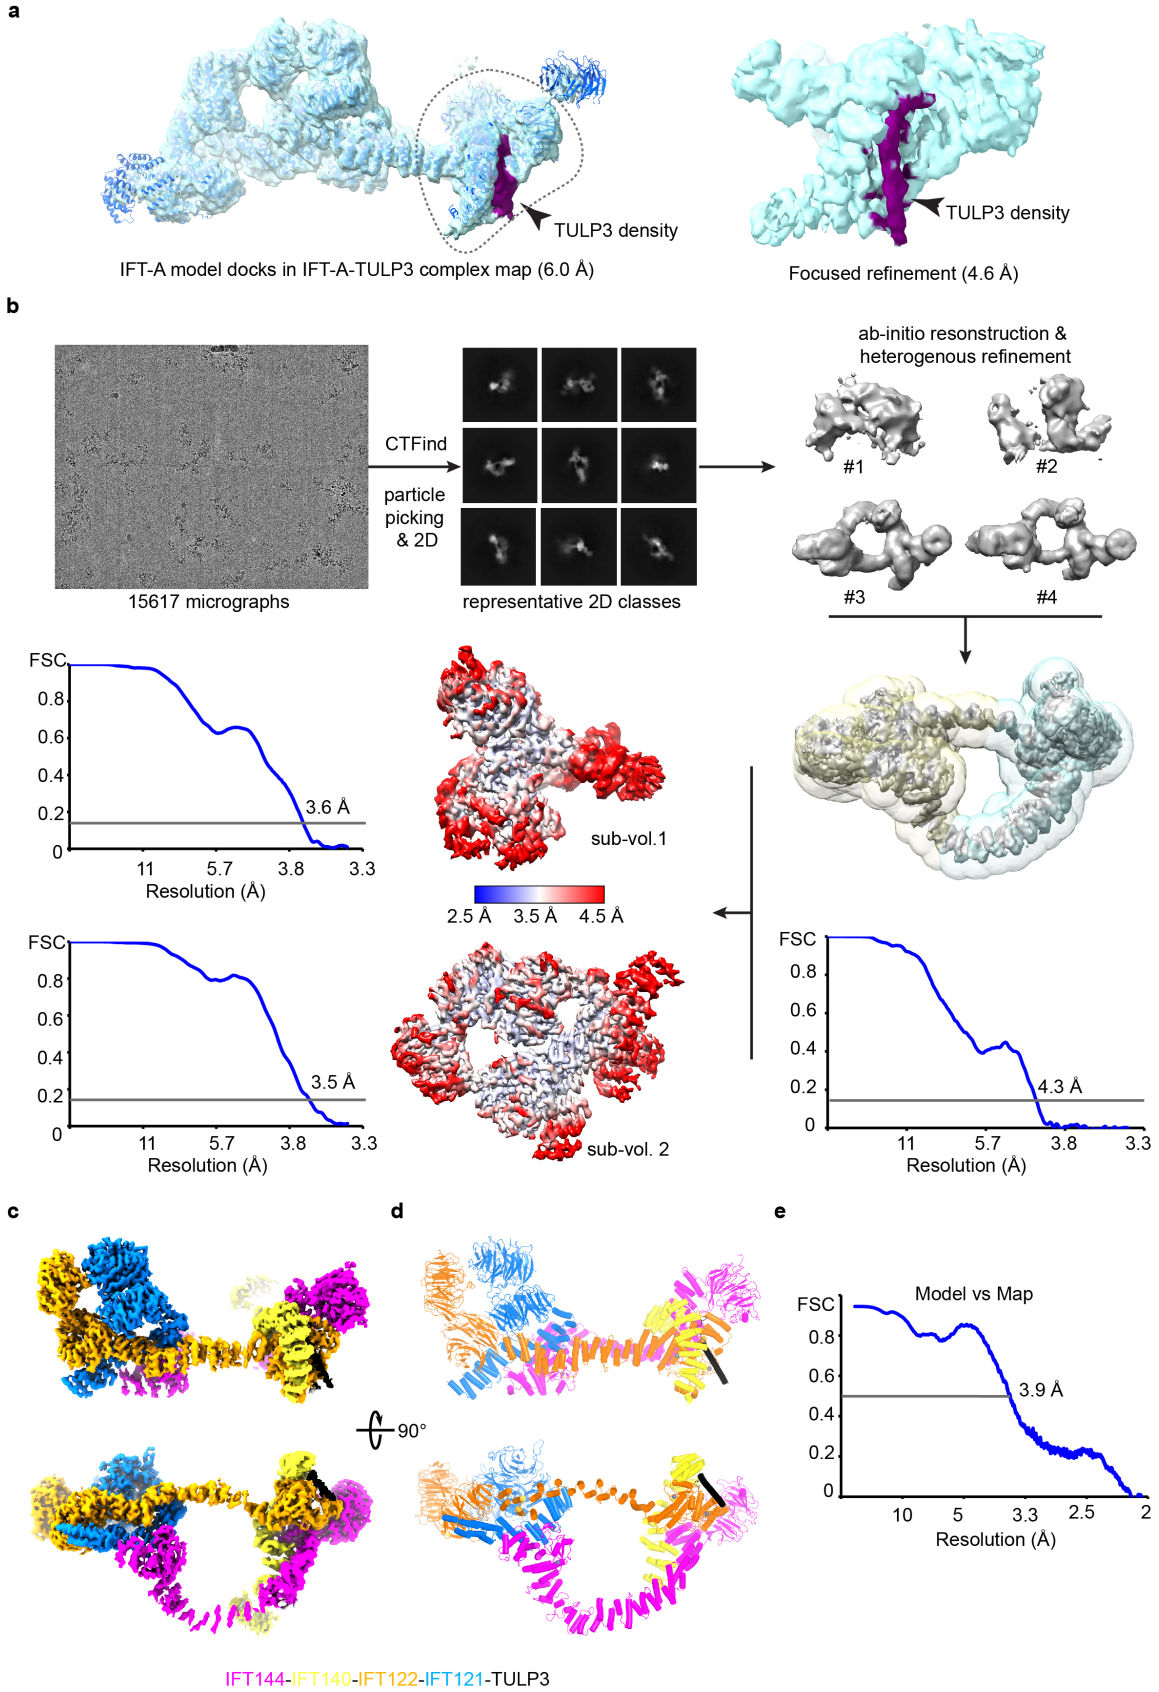 a
TULP3 density
TULP3 density
IFT-A model docks in IFT-A-TULP3 complex map (6.0 Å)
Focused refinement (4.6 Å)
b
ab-initio resonstruction &
heterogenous refinement
CTFind
particle
picking
& 2D
#1
#2
#3
#4
15617 micrographs
representative 2D classes
FSC
0.8
0.6
0.4
0.2
0
3.6 Å
11
5.7
3.8
3.3
Resolution (Å)
sub-vol.1
2.5 Å
3.5 Å
4.5 Å
FSC
0.8
0.6
0.4
0.2
0
3.5 Å
11
5.7
3.8
3.3
Resolution (Å)
sub-vol. 2
FSC
0.8
0.6
0.4
0.2
0
4.3 Å
11
5.7
3.8
3.3
Resolution (Å)
c
90°
d
e
Model vs Map
FSC
0.8
0.6
0.4
0.2
0
3.9 Å
10
5
3.3
2.5
2
Resolution (Å)
IFT144-IFT140-IFT122-IFT121-TULP3